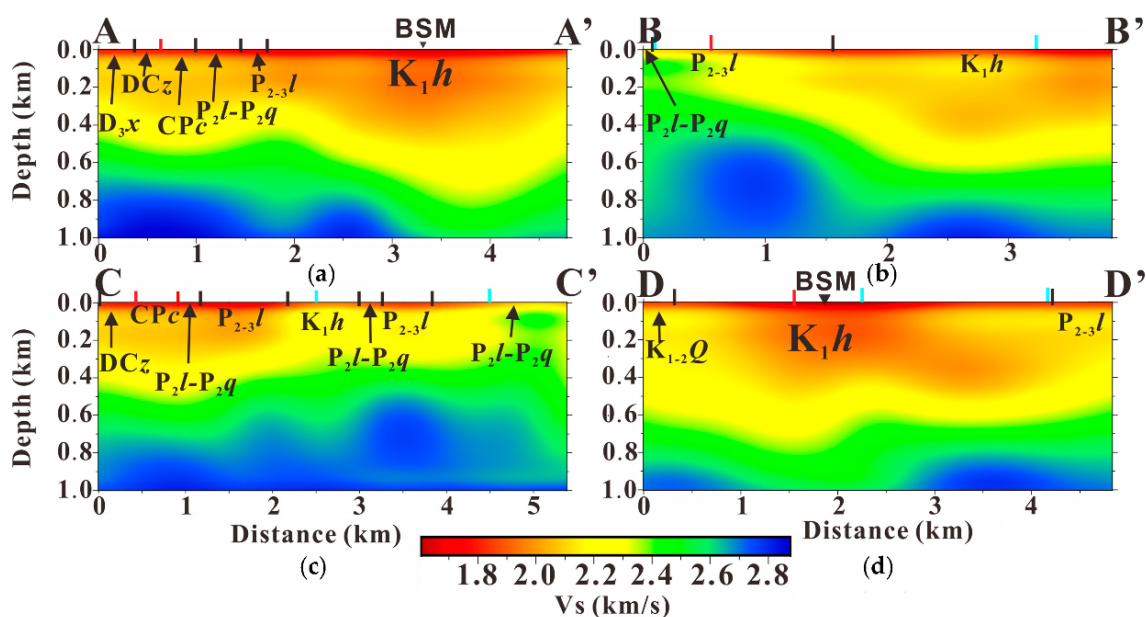 A BSM A’
0.0
0.2
0.4
0.6
0.8
1.0
Depth (km)
DCz P₂₋₃l K₁h
D₃x CPc P₂l-P₂q
0 1 2 3 4
(a)
B B’
0.0
0.2
0.4
0.6
0.8
1.0
P₂₋₃l K₁h
P₂l-P₂q
0 1 2 3
(b)
C C’
0.0
0.2
0.4
0.6
0.8
1.0
Depth (km)
CPc P₂₋₃l K₁h P₂₋₃l
DCz P₂l-P₂q P₂l-P₂q P₂l-P₂q
0 1 2 3 4 5
Distance (km)
(c)
D BSM D’
0.0
0.2
0.4
0.6
0.8
1.0
K₁₋₂Q K₁h P₂₋₃l
0 1 2 3 4
Distance (km)
(d)
1.8 2.0 2.2 2.4 2.6 2.8
Vs (km/s)